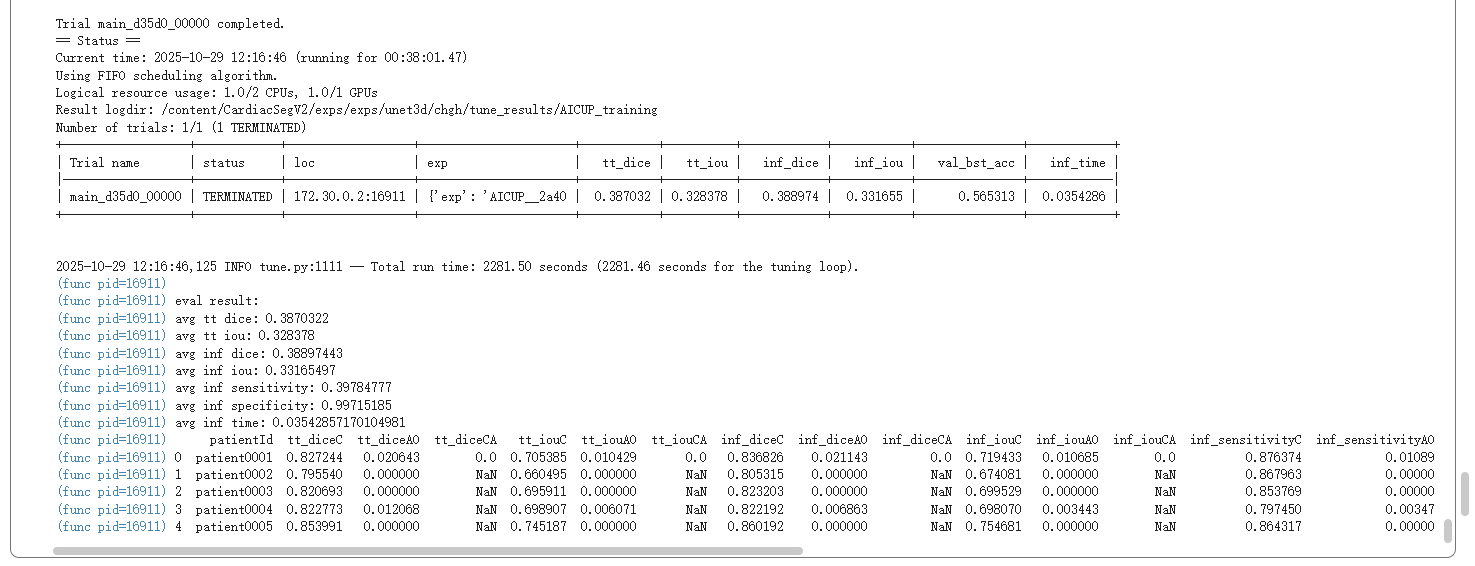 Trial main_d35d0_00000 completed.
== Status ==
Current time: 2025-10-29 12:16:46 (running for 00:38:01.47)
Using FIFO scheduling algorithm.
Logical resource usage: 1.0/2 CPUs, 1.0/1 GPUs
Result logdir: /content/CardiacSegV2/exps/exps/unet3d/chgh/tune_results/AICUP_training
Number of trials: 1/1 (1 TERMINATED)
| Trial name | status | loc | exp | tt_dice | tt_iou | inf_dice | inf_iou | val_bst_acc | inf_time |
| main_d35d0_00000 | TERMINATED | 172.30.0.2:16911 | {'exp': 'AICUP__2a40 | 0.387032 | 0.328378 | 0.388974 | 0.331655 | 0.565313 | 0.0354286 |
2025-10-29 12:16:46,125 INFO tune.py:1111 -- Total run time: 2281.50 seconds (2281.46 seconds for the tuning loop).
(func pid=16911)
(func pid=16911) eval result:
(func pid=16911) avg tt dice: 0.3870322
(func pid=16911) avg tt iou: 0.328378
(func pid=16911) avg inf dice: 0.38897443
(func pid=16911) avg inf iou: 0.33165497
(func pid=16911) avg inf sensitivity: 0.39784777
(func pid=16911) avg inf specificity: 0.99715185
(func pid=16911) avg inf time: 0.03542857170104981
(func pid=16911) patientId tt_diceC tt_diceAO tt_diceCA tt_iouC tt_iouAO tt_iouCA inf_diceC inf_diceAO inf_diceCA inf_iouC inf_iouAO inf_iouCA inf_sensitivityC inf_sensitivityAO
(func pid=16911) 0 patient0001 0.827244 0.020643 0.0 0.705385 0.010429 0.0 0.836826 0.021143 0.0 0.719433 0.010685 0.0 0.876374 0.01089
(func pid=16911) 1 patient0002 0.795540 0.000000 NaN 0.660495 0.000000 NaN 0.805315 0.000000 NaN 0.674081 0.000000 NaN 0.867963 0.00000
(func pid=16911) 2 patient0003 0.820693 0.000000 NaN 0.695911 0.000000 NaN 0.823203 0.000000 NaN 0.699529 0.000000 NaN 0.853769 0.00000
(func pid=16911) 3 patient0004 0.822773 0.012068 NaN 0.698907 0.006071 NaN 0.822192 0.006863 NaN 0.698070 0.003443 NaN 0.797450 0.00347
(func pid=16911) 4 patient0005 0.853991 0.000000 NaN 0.745187 0.000000 NaN 0.860192 0.000000 NaN 0.754681 0.000000 NaN 0.864317 0.00000